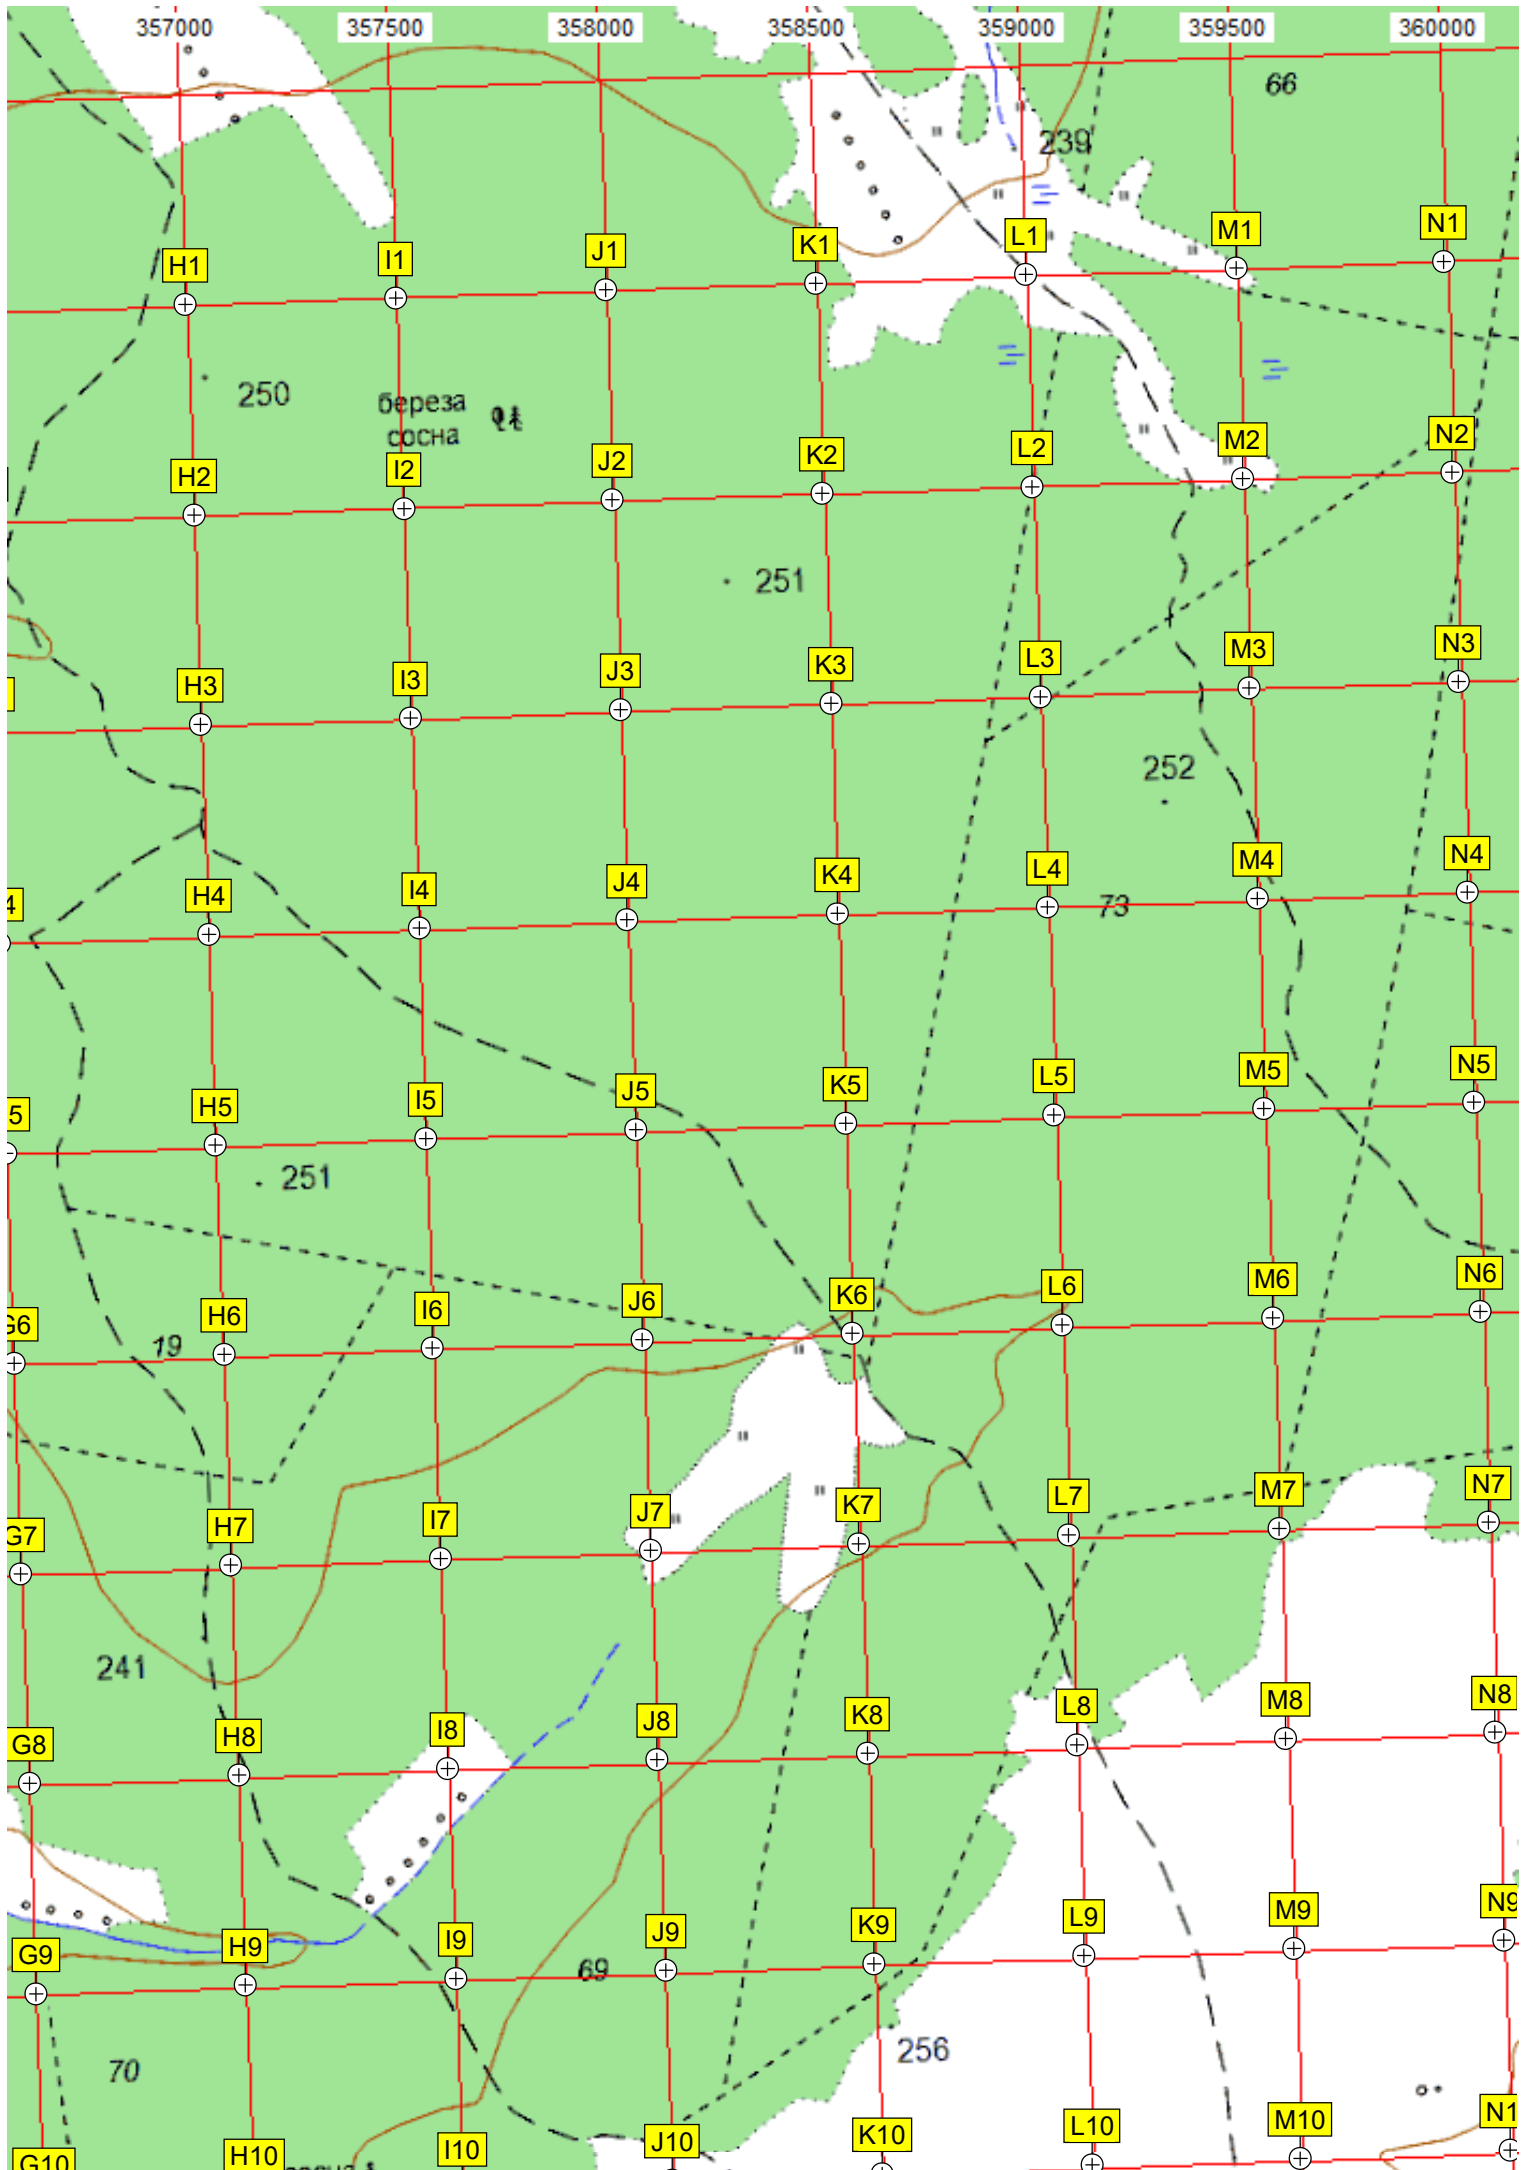 357000 357500 358000 358500 359000 359500 360000
66
239
H1 I1 J1 K1 L1 M1 N1
250
береза
сосна
H2 I2 J2 K2 L2 M2 N2
251
H3 I3 J3 K3 L3 M3 N3
252
4 H4 I4 J4 K4 L4 M4 N4
73
5 H5 I5 J5 K5 L5 M5 N5
251
G6 H6 I6 J6 K6 L6 M6 N6
19
G7 H7 I7 J7 K7 L7 M7 N7
241
G8 H8 I8 J8 K8 L8 M8 N8
G9 H9 I9 J9 K9 L9 M9 N9
69
256
70
G10 H10 I10 J10 K10 L10 M10 N1